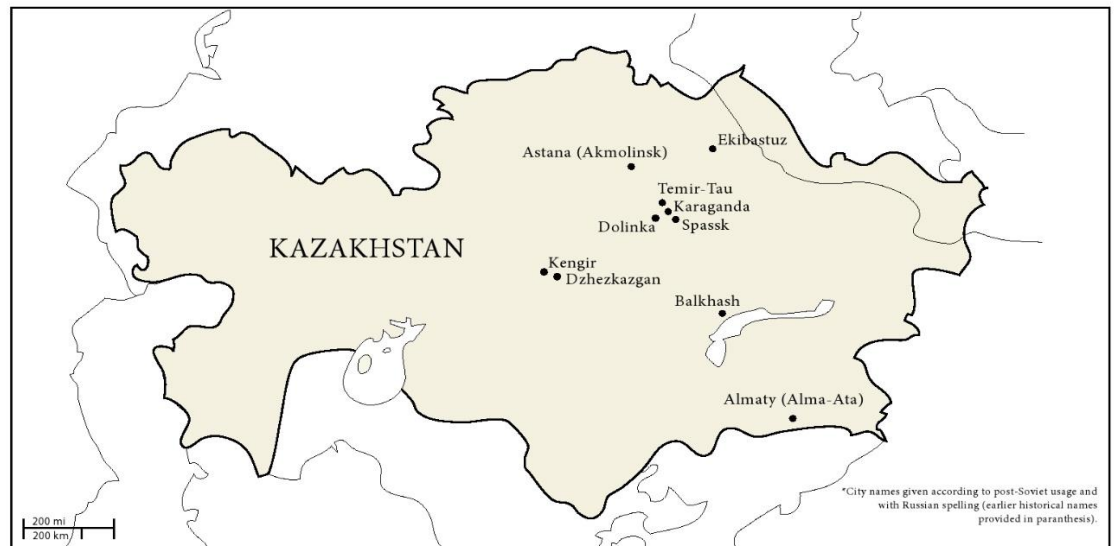 Ekibastuz
Astana (Akmolinsk)
Temir-Tau
Karaganda
Dolinka
Spassk
KAZAKHSTAN
Kengir
Dzhezkazgan
Balkhash
Almaty (Alma-Ata)
*City names given according to post-Soviet usage and
with Russian spelling (earlier historical names
provided in paranthesis).
200 mi
200 km